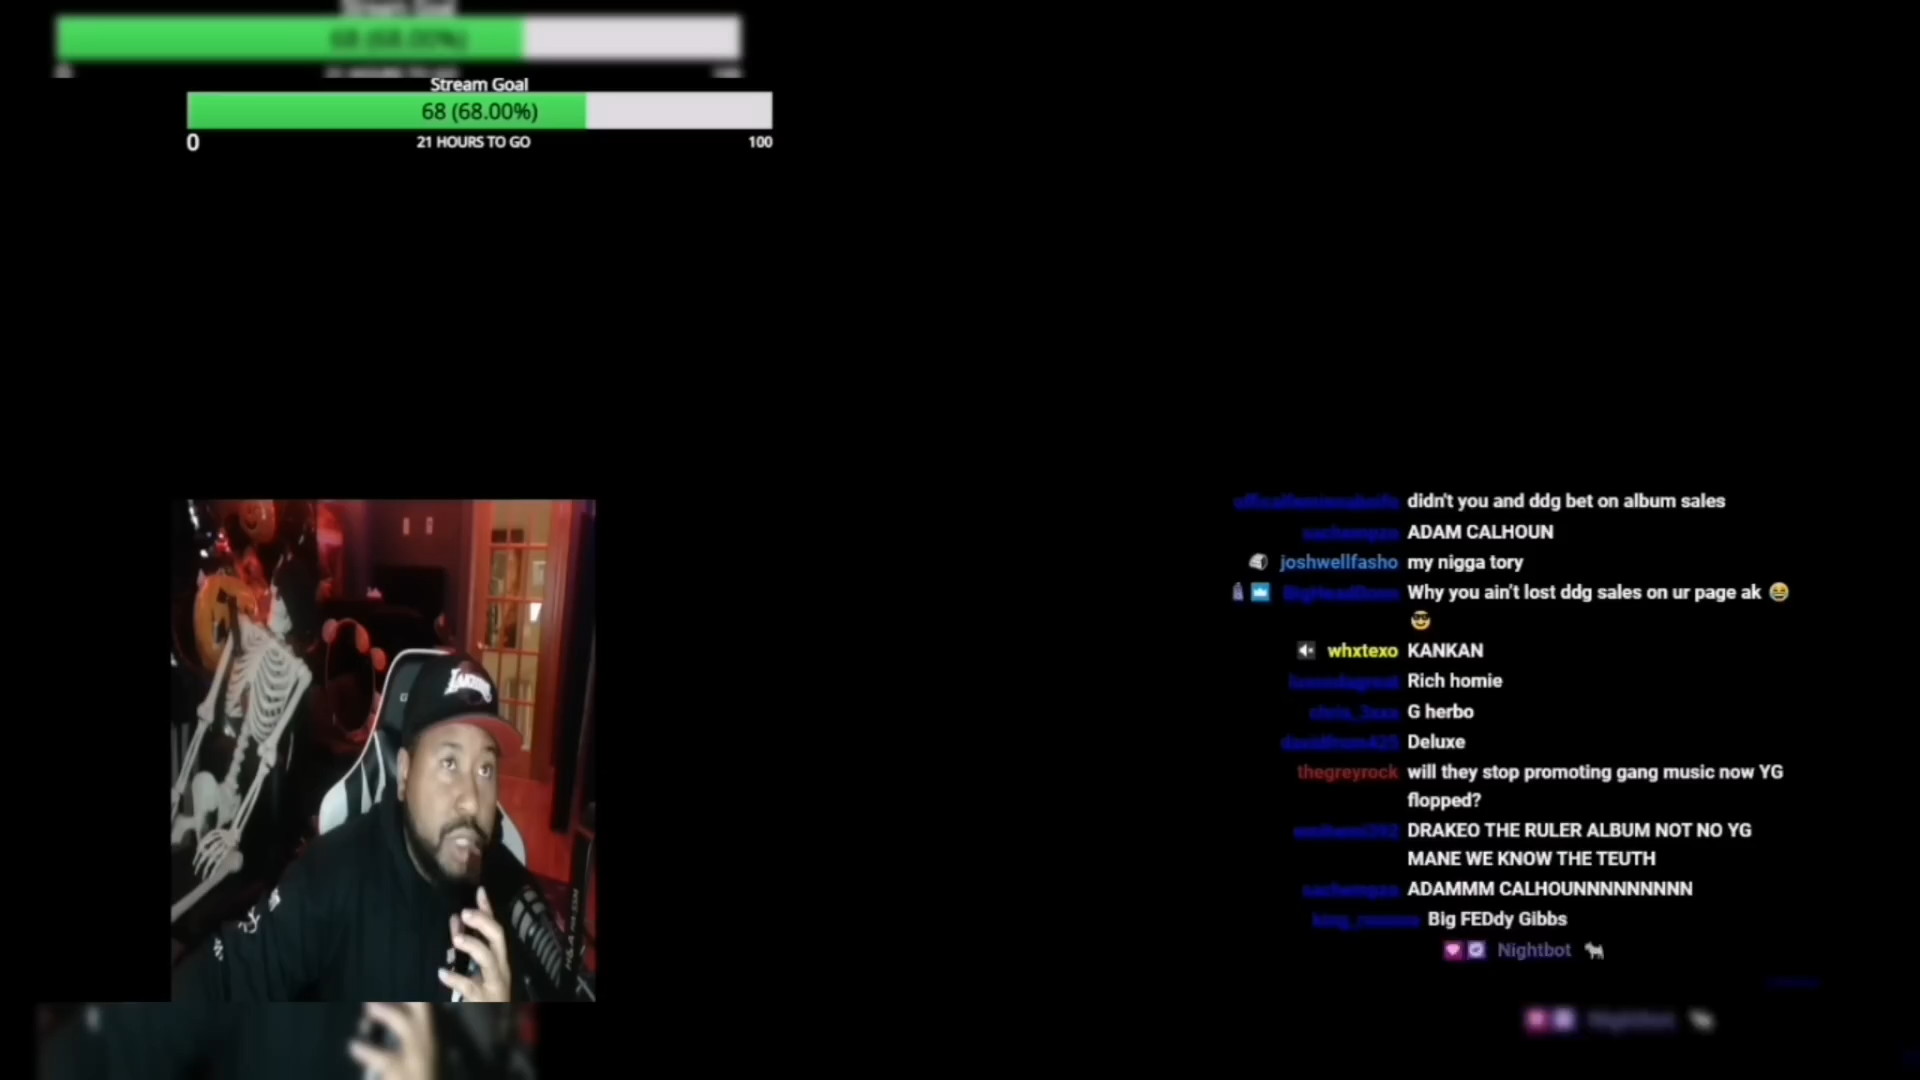 Stream Goal
68 (68.00%)
0
21 HOURS TO GO
100
didn't you and ddg bet on album sales
ADAM CALHOUN
joshwellfasho my nigga tory
Why you ain't lost ddg sales on ur page ak 😆
😎
whxtexo KANKAN
Rich homie
G herbo
Deluxe
thegreyrock will they stop promoting gang music now YG
flopped?
DRAKEO THE RULER ALBUM NOT NO YG
MANE WE KNOW THE TEUTH
ADAMMM CALHOUNNNNNNNNN
Big FEDdy Gibbs
Nightbot 🐐